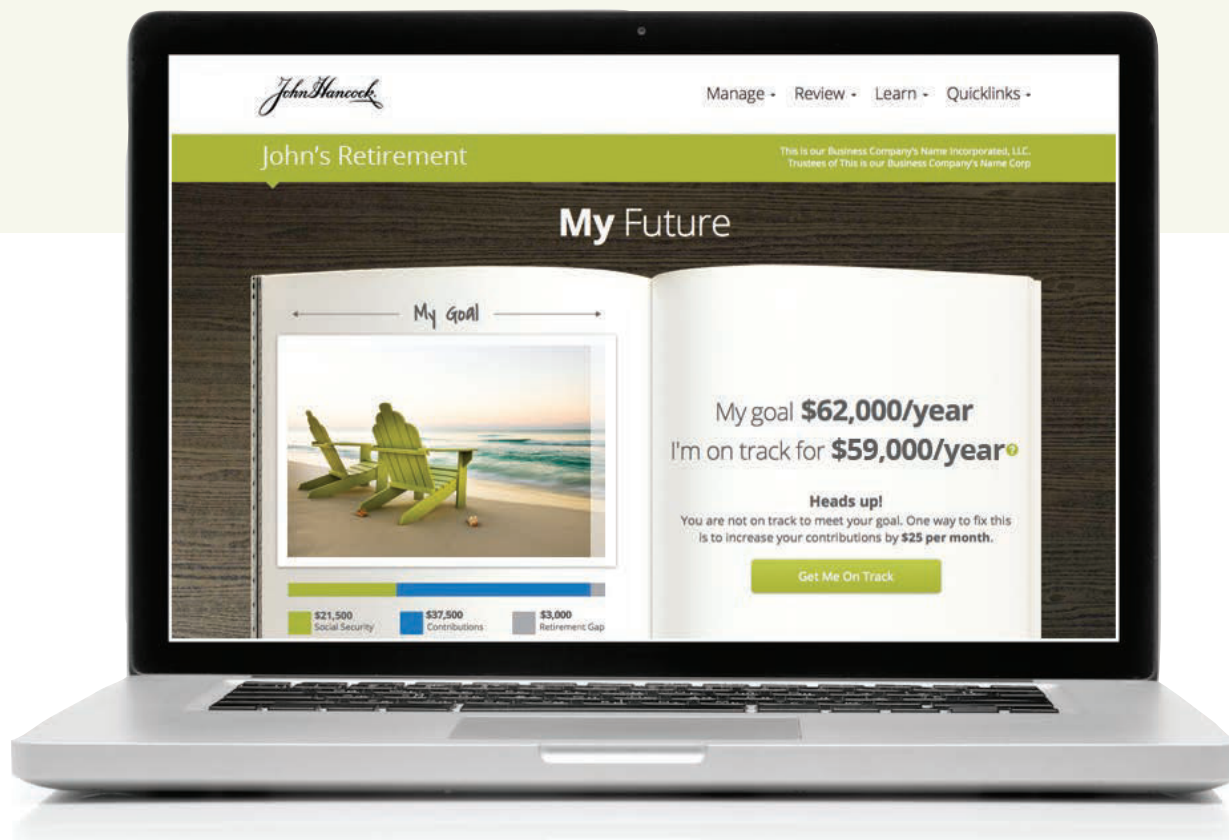 John Hancock.
Manage Review Learn Quicklinks
John's Retirement
This is our Business Company's Name Incorporated, LLC.
Trustees of This is our Business Company's Name Corp
My Future
My Goal
My goal $62,000/year
I'm on track for $59,000/year ?
Heads up!
You are not on track to meet your goal. One way to fix this
is to increase your contributions by $25 per month.
Get Me On Track
$21,500 $37,500 $3,000
Social Security Contributions Retirement Gap